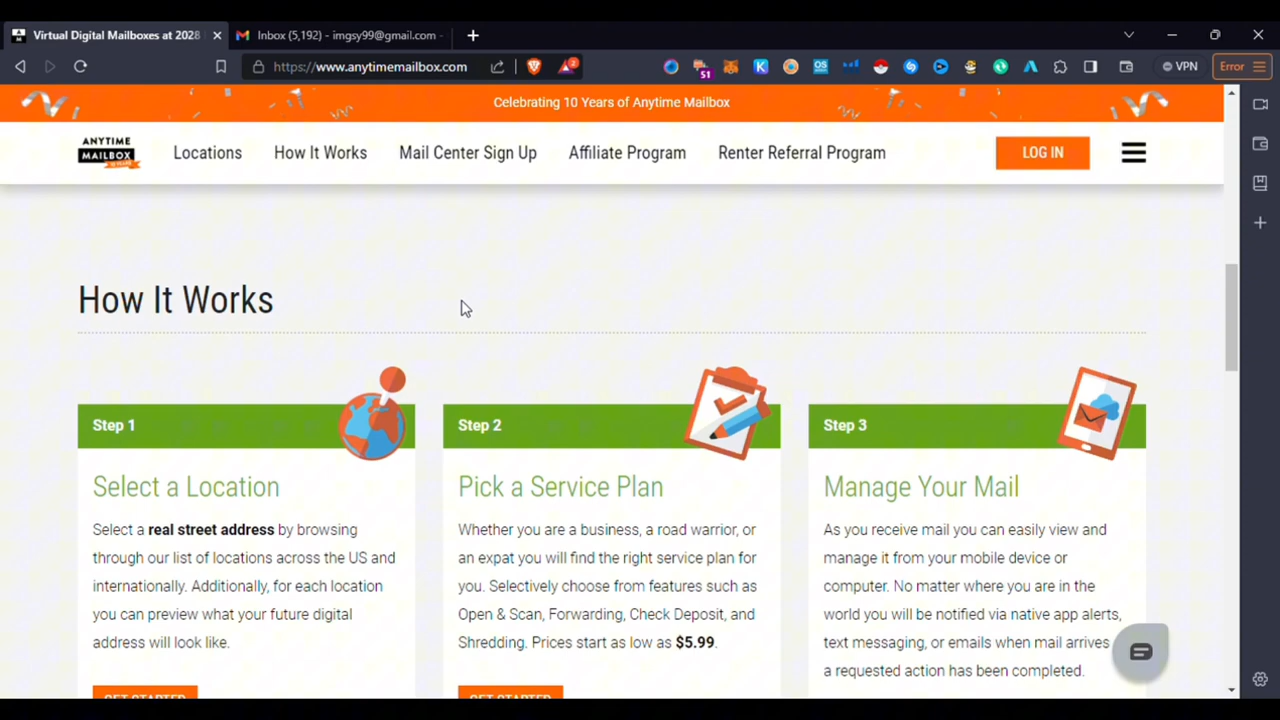 Virtual Digital Mailboxes at 2028
Inbox (5,192) - imgsy99@gmail.com -
https://www.anytimemailbox.com
2
51
OS
K
VPN
Error
Celebrating 10 Years of Anytime Mailbox
ANYTIME
MAILBOX
Locations
How It Works
Mail Center Sign Up
Affiliate Program
Renter Referral Program
LOG IN
How It Works
Step 1
Select a Location
Select a real street address by browsing
through our list of locations across the US and
internationally. Additionally, for each location
you can preview what your future digital
address will look like.
GET STARTED
Step 2
Pick a Service Plan
Whether you are a business, a road warrior, or
an expat you will find the right service plan for
you. Selectively choose from features such as
Open & Scan, Forwarding, Check Deposit, and
Shredding. Prices start as low as $5.99.
GET STARTED
Step 3
Manage Your Mail
As you receive mail you can easily view and
manage it from your mobile device or
computer. No matter where you are in the
world you will be notified via native app alerts,
text messaging, or emails when mail arrives
a requested action has been completed.